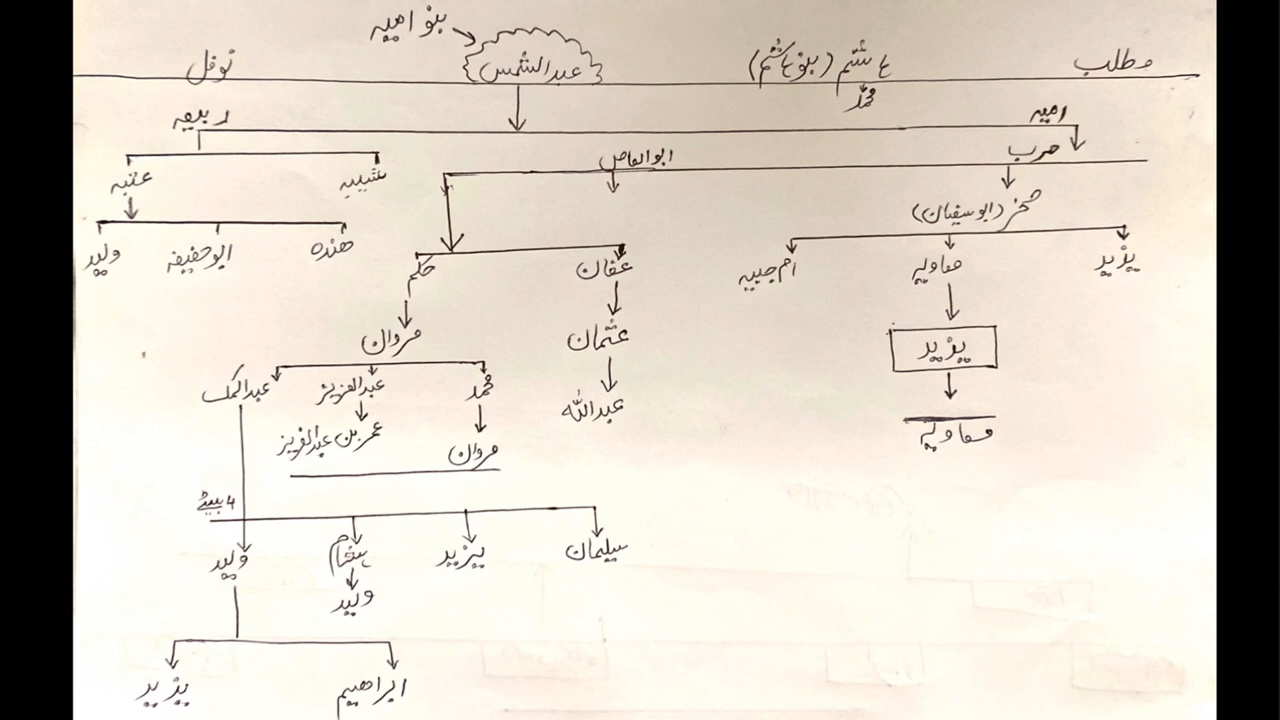 بنو امیہ
مطلب ہاشم (بنو ہاشم) عبدالشمس نوفل
محمدؐ
امیہ ربیعہ
حرب ابوالعاص شیبہ عتبہ
صخر (ابوسفیان)
یزید معاویہ ام حبیبہ عفان حکم ھندہ ابوحذیفہ ولید
یزید عثمان مروان
محمد عبدالعزیز عبدالملک
معاویہ عبداللہ مروان عمر بن عبدالعزیز
4 بیٹے
سیلمان یزید ہشام ولید
ولید
ابراھیم یزید